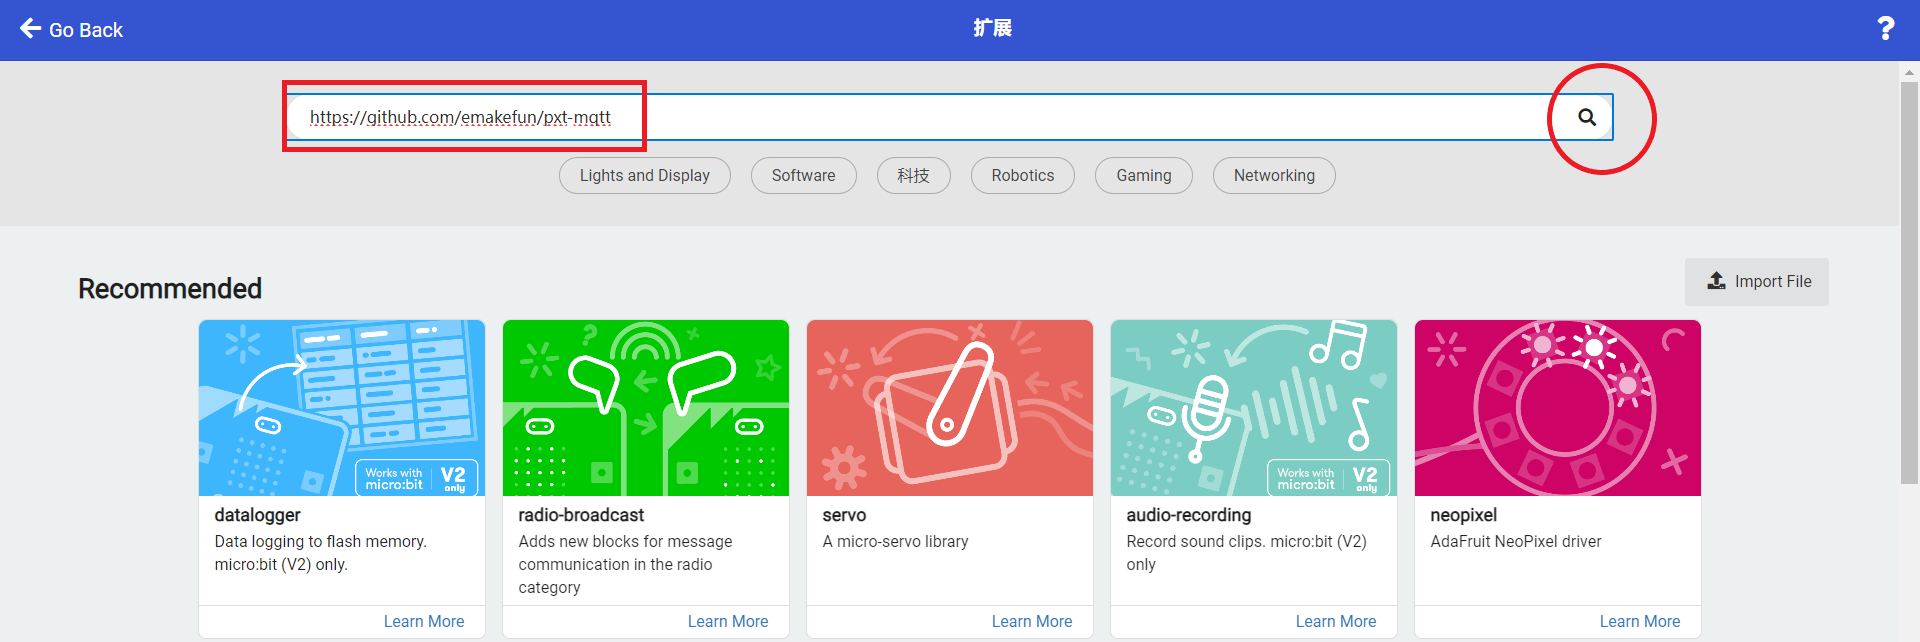 Go Back
扩展
?
https://github.com/emakefun/pxt-mqtt
Lights and Display
Software
科技
Robotics
Gaming
Networking
Recommended
Import File
Works with micro:bit V2 only
Works with micro:bit V2 only
datalogger
Data logging to flash memory.
micro:bit (V2) only.
Learn More
radio-broadcast
Adds new blocks for message
communication in the radio
category
Learn More
servo
A micro-servo library
Learn More
audio-recording
Record sound clips. micro:bit (V2)
only
Learn More
neopixel
AdaFruit NeoPixel driver
Learn More